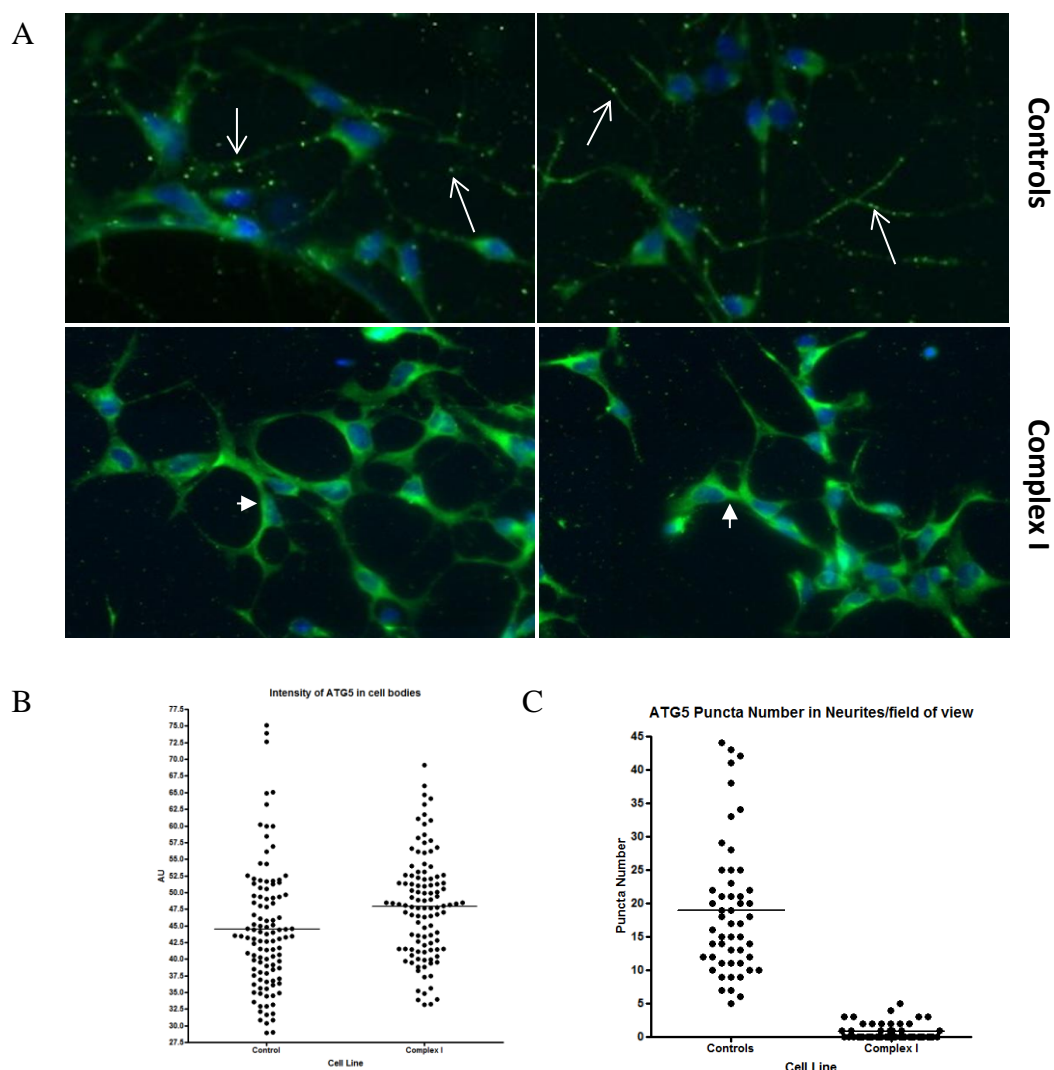 A
Controls
Complex I
B
Intensity of ATG5 in cell bodies
77.5
75.0
72.5
70.0
67.5
65.0
62.5
60.0
57.5
55.0
52.5
50.0
47.5
45.0
42.5
40.0
37.5
35.0
32.5
30.0
27.5
AU
Control
Complex I
Cell Line
C
ATG5 Puncta Number in Neurites/field of view
45
40
35
30
25
20
15
10
5
0
Puncta Number
Controls
Complex I
Cell Line